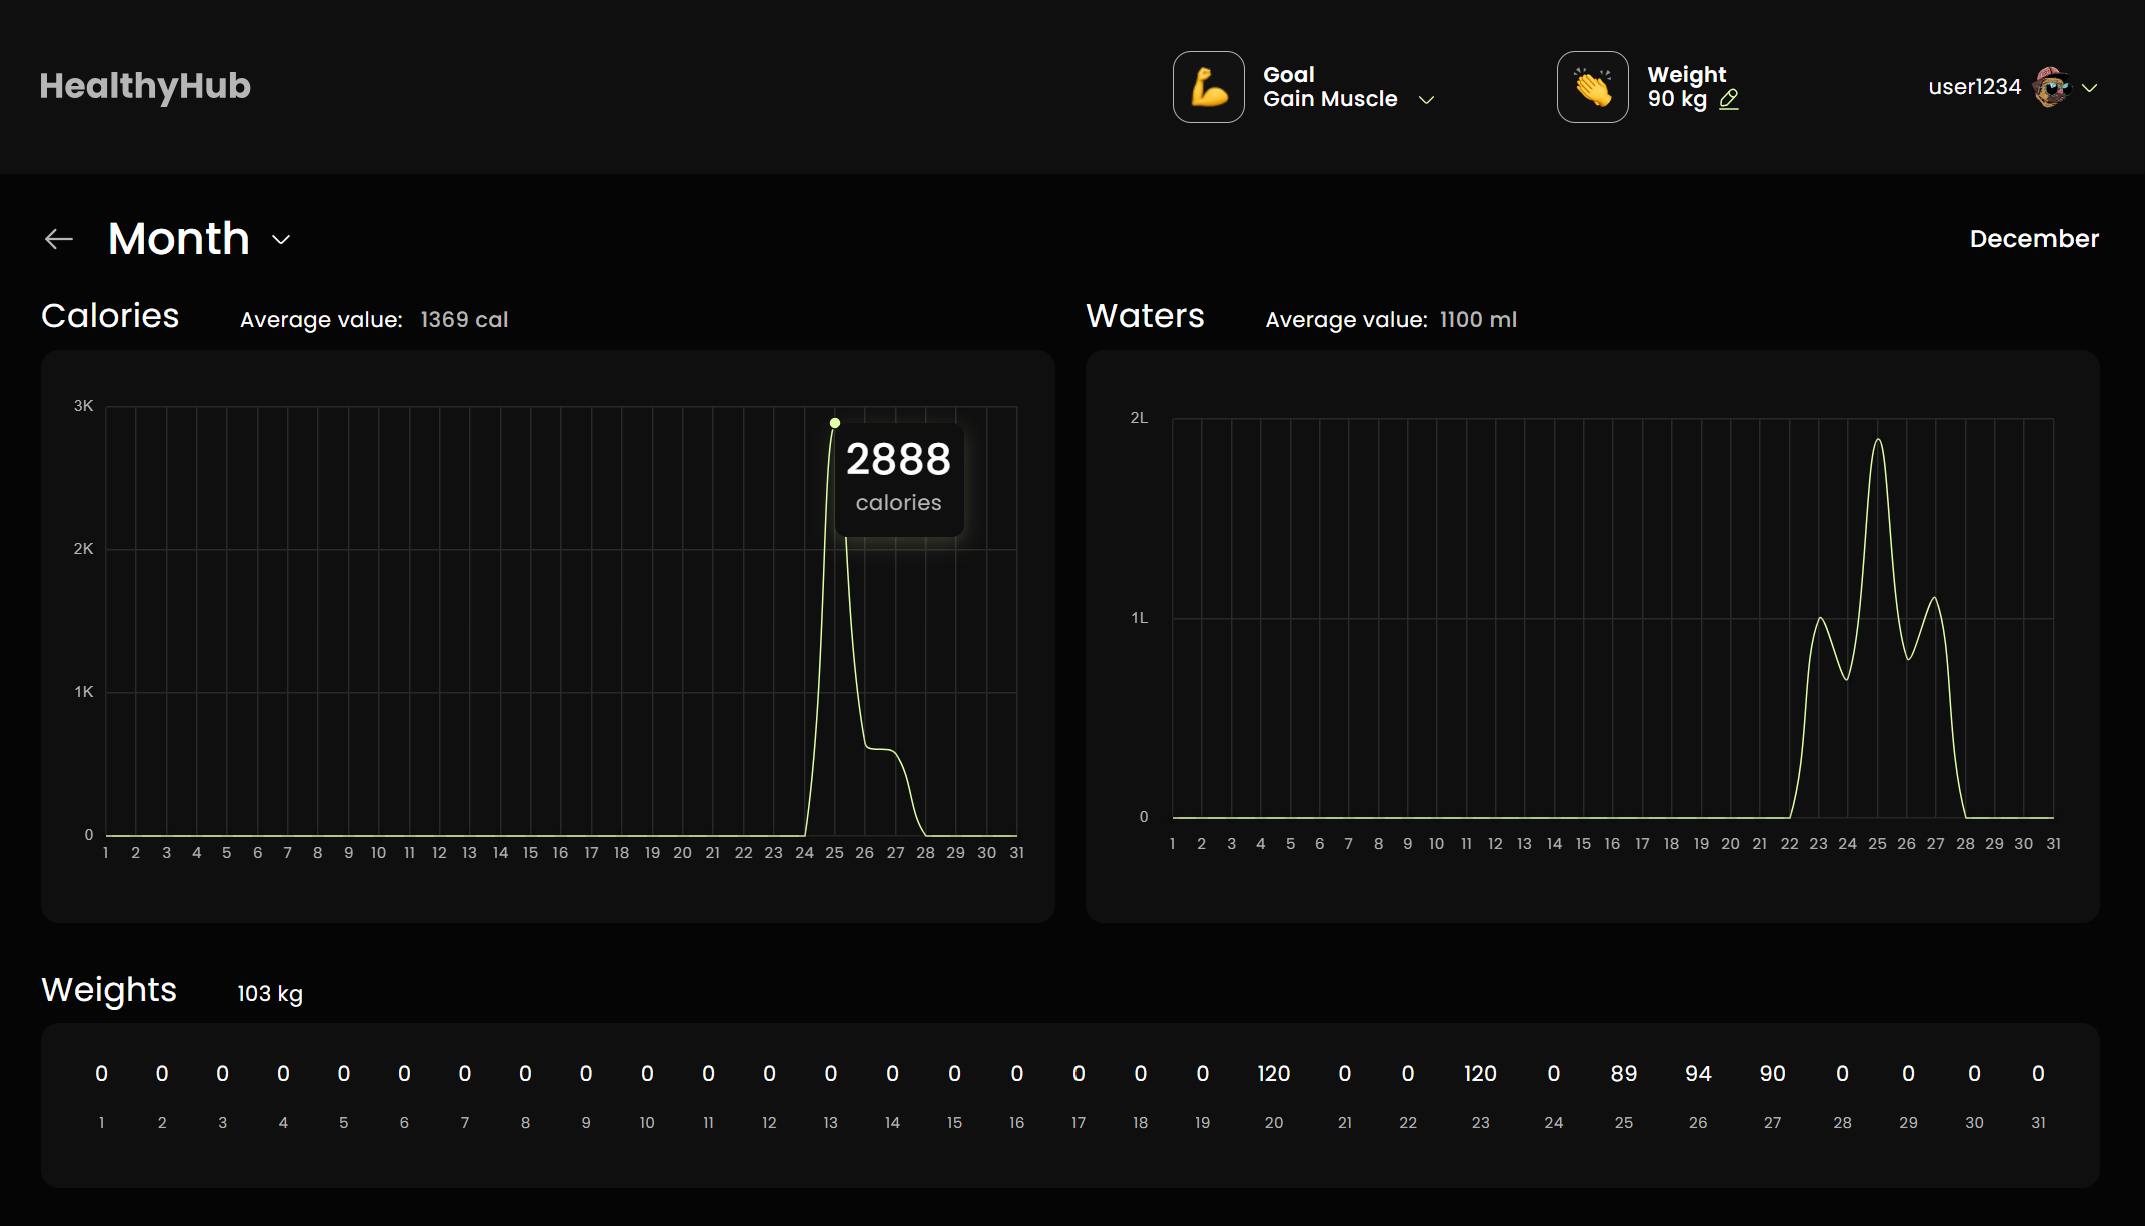 HealthyHub
Goal
Gain Muscle
Weight
90 kg
user1234
Month
December
Calories Average value: 1369 cal
3K
2K
1K
0
2888
calories
1 2 3 4 5 6 7 8 9 10 11 12 13 14 15 16 17 18 19 20 21 22 23 24 25 26 27 28 29 30 31
Waters Average value: 1100 ml
2L
1L
0
1 2 3 4 5 6 7 8 9 10 11 12 13 14 15 16 17 18 19 20 21 22 23 24 25 26 27 28 29 30 31
Weights 103 kg
0 0 0 0 0 0 0 0 0 0 0 0 0 0 0 0 0 0 0 120 0 0 120 0 89 94 90 0 0 0 0
1 2 3 4 5 6 7 8 9 10 11 12 13 14 15 16 17 18 19 20 21 22 23 24 25 26 27 28 29 30 31